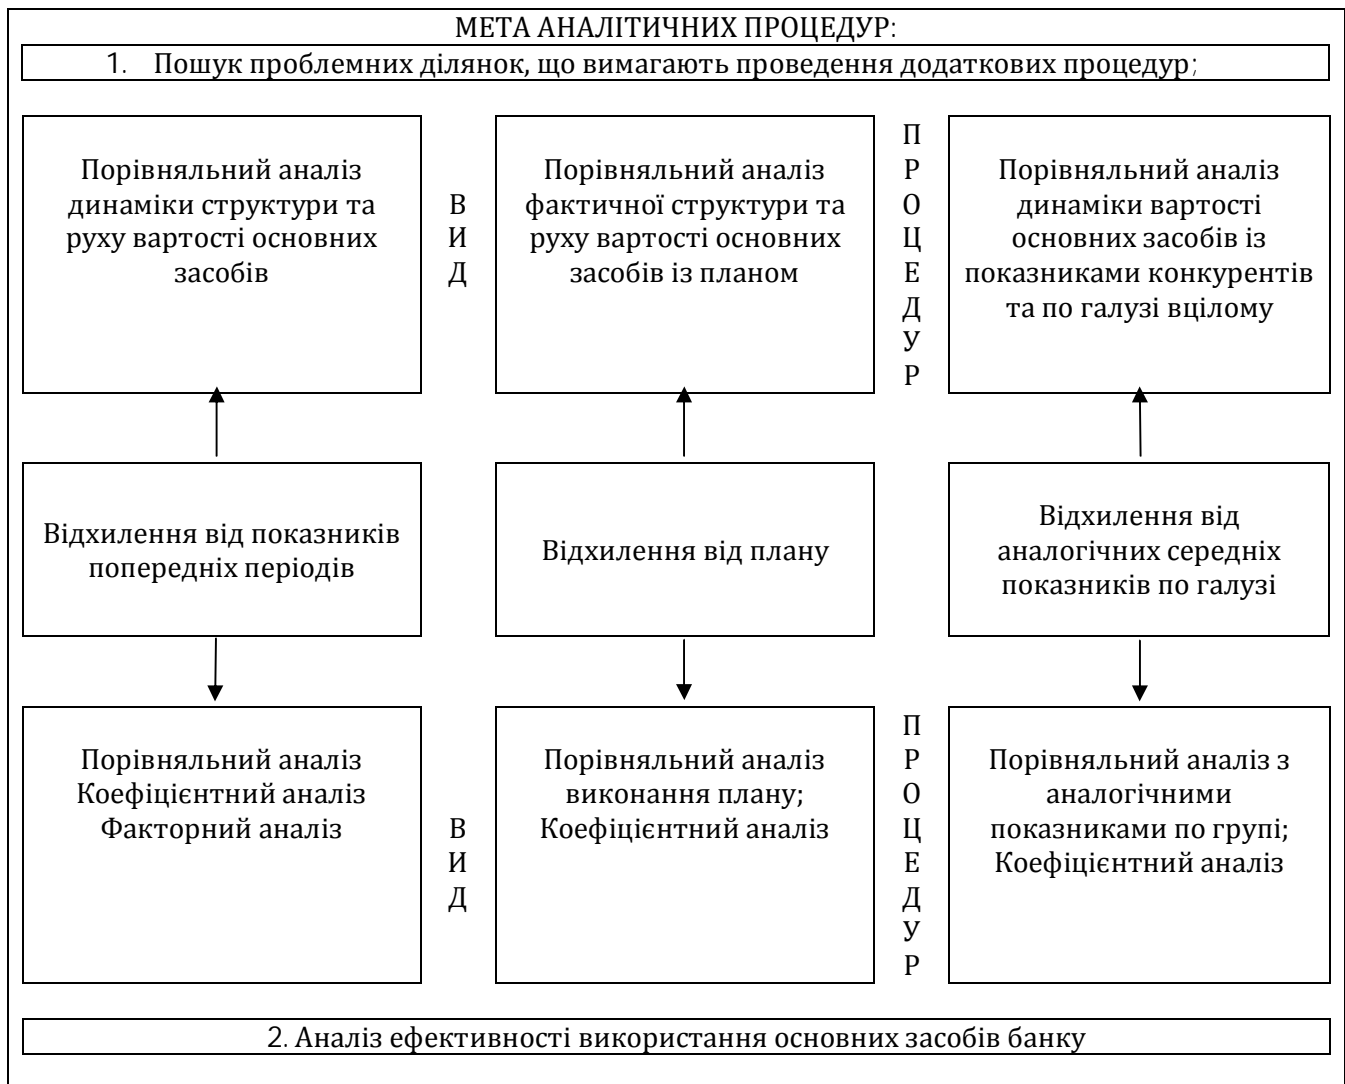 МЕТА АНАЛІТИЧНИХ ПРОЦЕДУР:
1. Пошук проблемних ділянок, що вимагають проведення додаткових процедур;
Порівняльний аналіз
динаміки структури та
руху вартості основних
засобів
В
И
Д
Порівняльний аналіз
фактичної структури та
руху вартості основних
засобів із планом
П
Р
О
Ц
Е
Д
У
Р
Порівняльний аналіз
динаміки вартості
основних засобів із
показниками конкурентів
та по галузі вцілому
Відхилення від показників
попередніх періодів
Відхилення від плану
Відхилення від
аналогічних середніх
показників по галузі
Порівняльний аналіз
Коефіцієнтний аналіз
Факторний аналіз
В
И
Д
Порівняльний аналіз
виконання плану;
Коефіцієнтний аналіз
П
Р
О
Ц
Е
Д
У
Р
Порівняльний аналіз з
аналогічними
показниками по групі;
Коефіцієнтний аналіз
2. Аналіз ефективності використання основних засобів банку